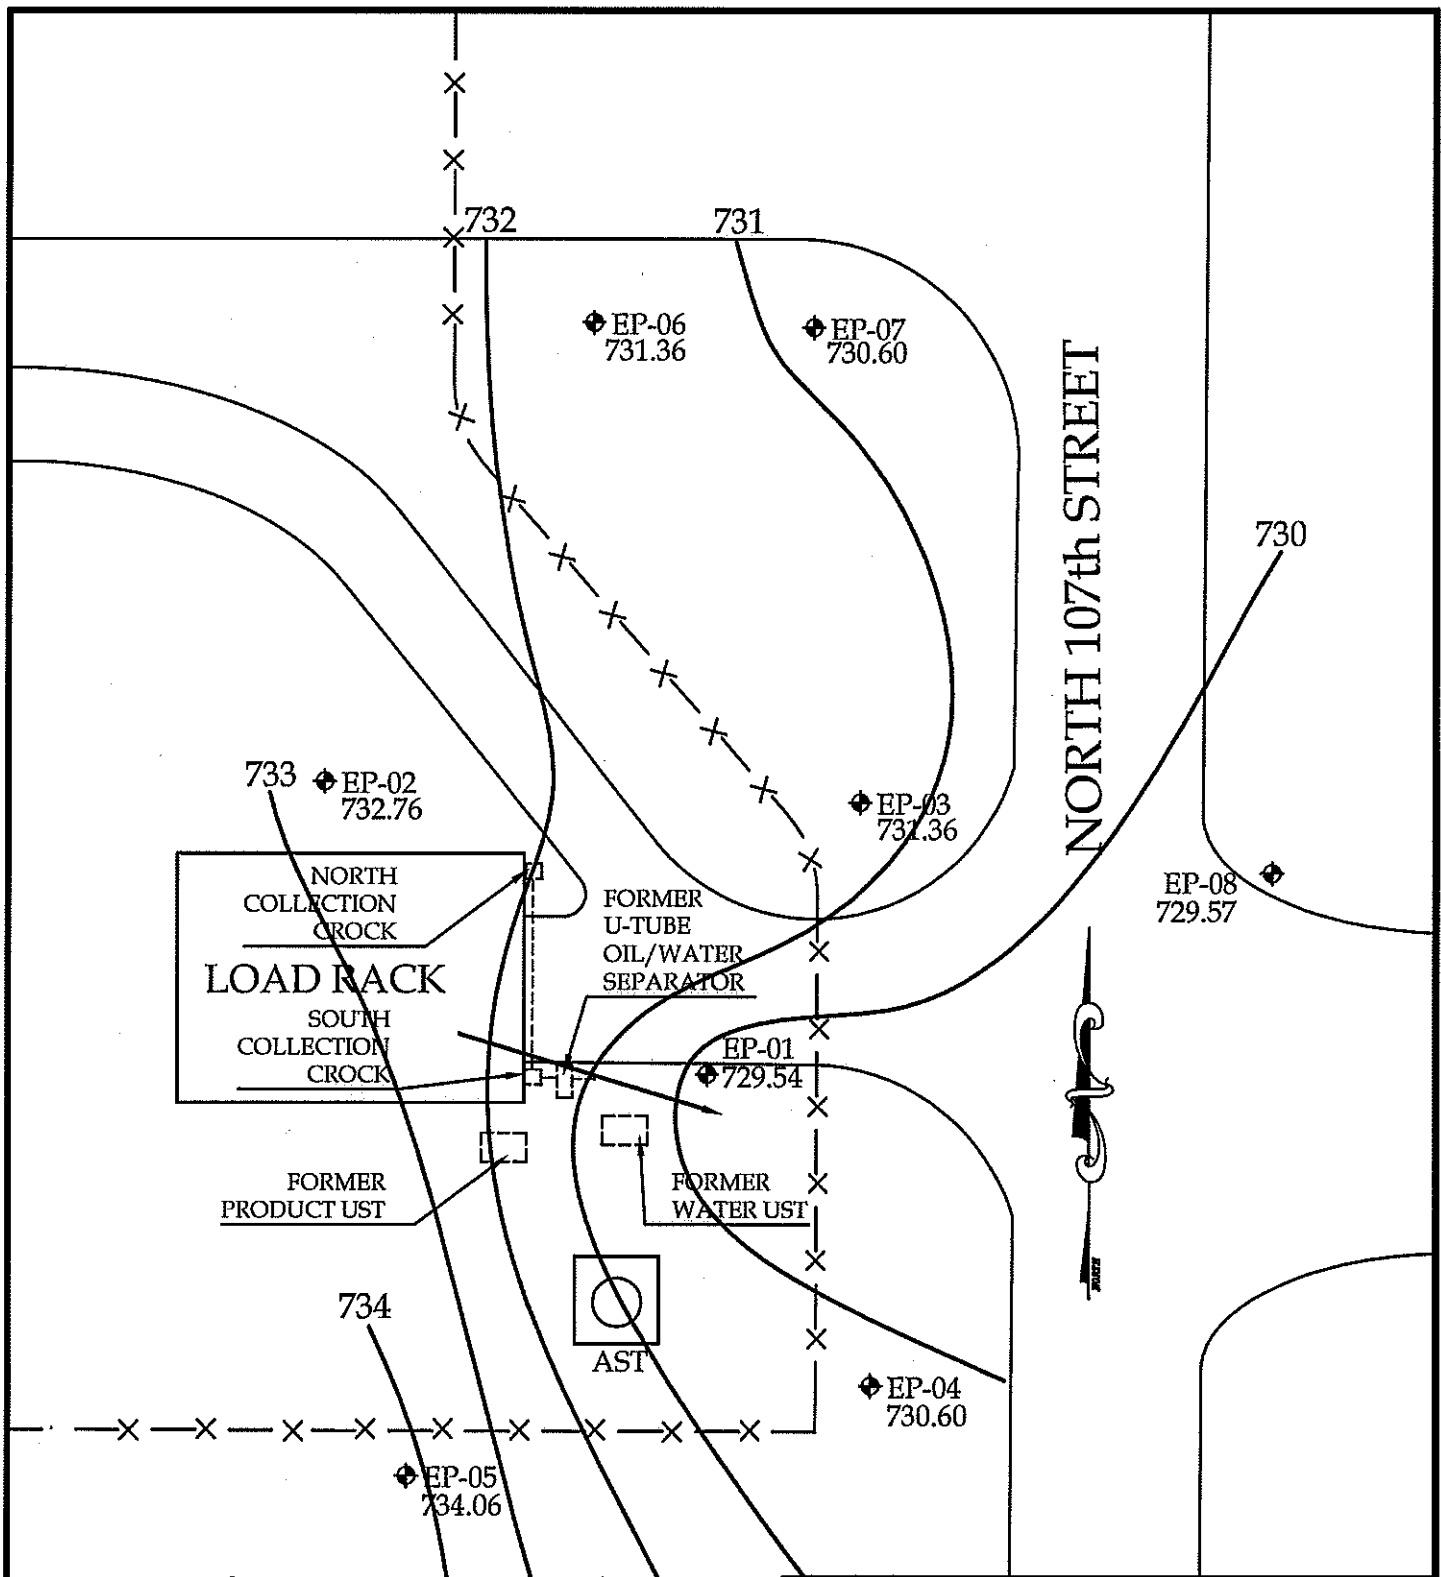 732
731
EP-06
731.36
EP-07
730.60
NORTH 107th STREET
730
733
EP-02
732.76
EP-03
731.36
EP-08
729.57
NORTH
COLLECTION
CROCK
FORMER
U-TUBE
OIL/WATER
SEPARATOR
LOAD RACK
SOUTH
COLLECTION
CROCK
EP-01
729.54
FORMER
PRODUCT UST
FORMER
WATER UST
NORTH
734
AST
EP-04
730.60
EP-05
734.06